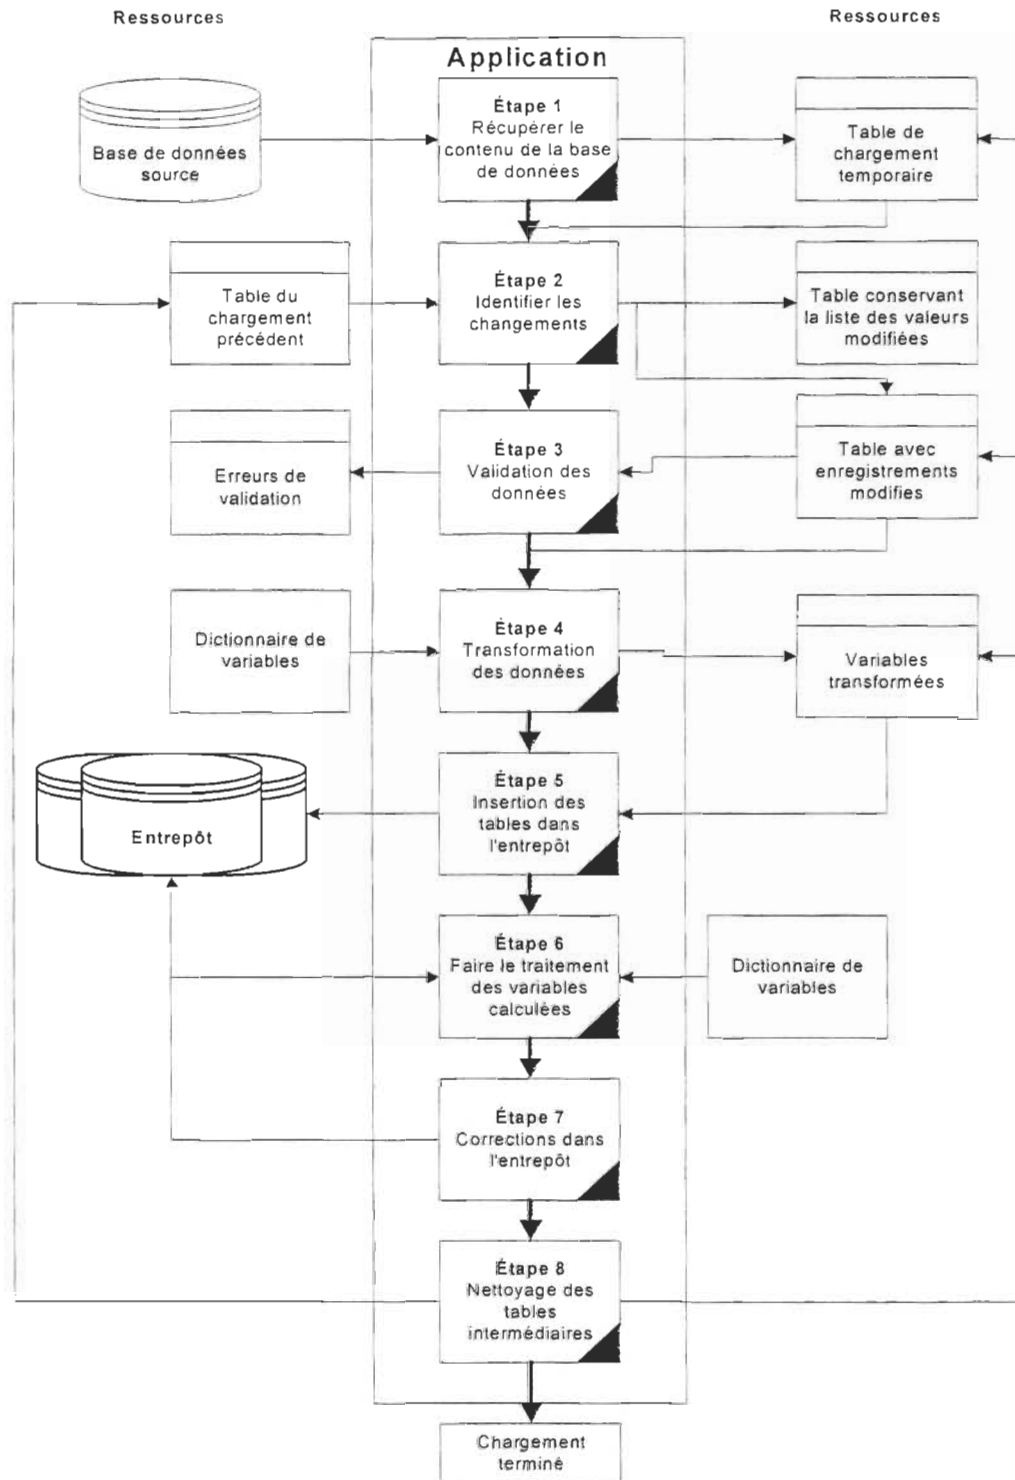 Ressources
Ressources
Application
Base de données
source
Étape 1
Récupérer le
contenu de la base
de données
Table de
chargement
temporaire
Table du
chargement
précédent
Étape 2
Identifier les
changements
Table conservant
la liste des valeurs
modifiées
Erreurs de
validation
Étape 3
Validation des
données
Table avec
enregistrements
modifies
Dictionnaire de
variables
Étape 4
Transformation
des données
Variables
transformées
Entrepôt
Étape 5
Insertion des
tables dans
l'entrepôt
Étape 6
Faire le traitement
des variables
calculées
Dictionnaire de
variables
Étape 7
Corrections dans
l'entrepôt
Étape 8
Nettoyage des
tables
intermédiaires
Chargement
terminé